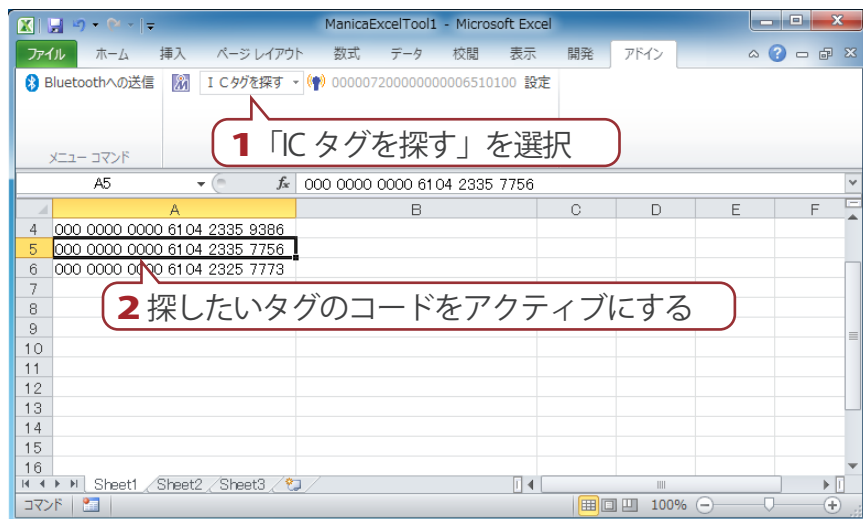 ManicaExcelTool1 - Microsoft Excel
ファイル ホーム 挿入 ページ レイアウト 数式 データ 校閲 表示 開発 アドイン
Bluetoothへの送信 ＩＣタグを探す 000007200000000006510100 設定
1「IC タグを探す」を選択
メニュー コマンド
A5 fx 000 0000 0000 6104 2335 7756
A B C D E F
4 000 0000 0000 6104 2335 9386
5 000 0000 0000 6104 2335 7756
6 000 0000 0000 6104 2325 7773
7
2 探したいタグのコードをアクティブにする
8
9
10
11
12
13
14
15
16
Sheet1 Sheet2 Sheet3
コマンド 100%